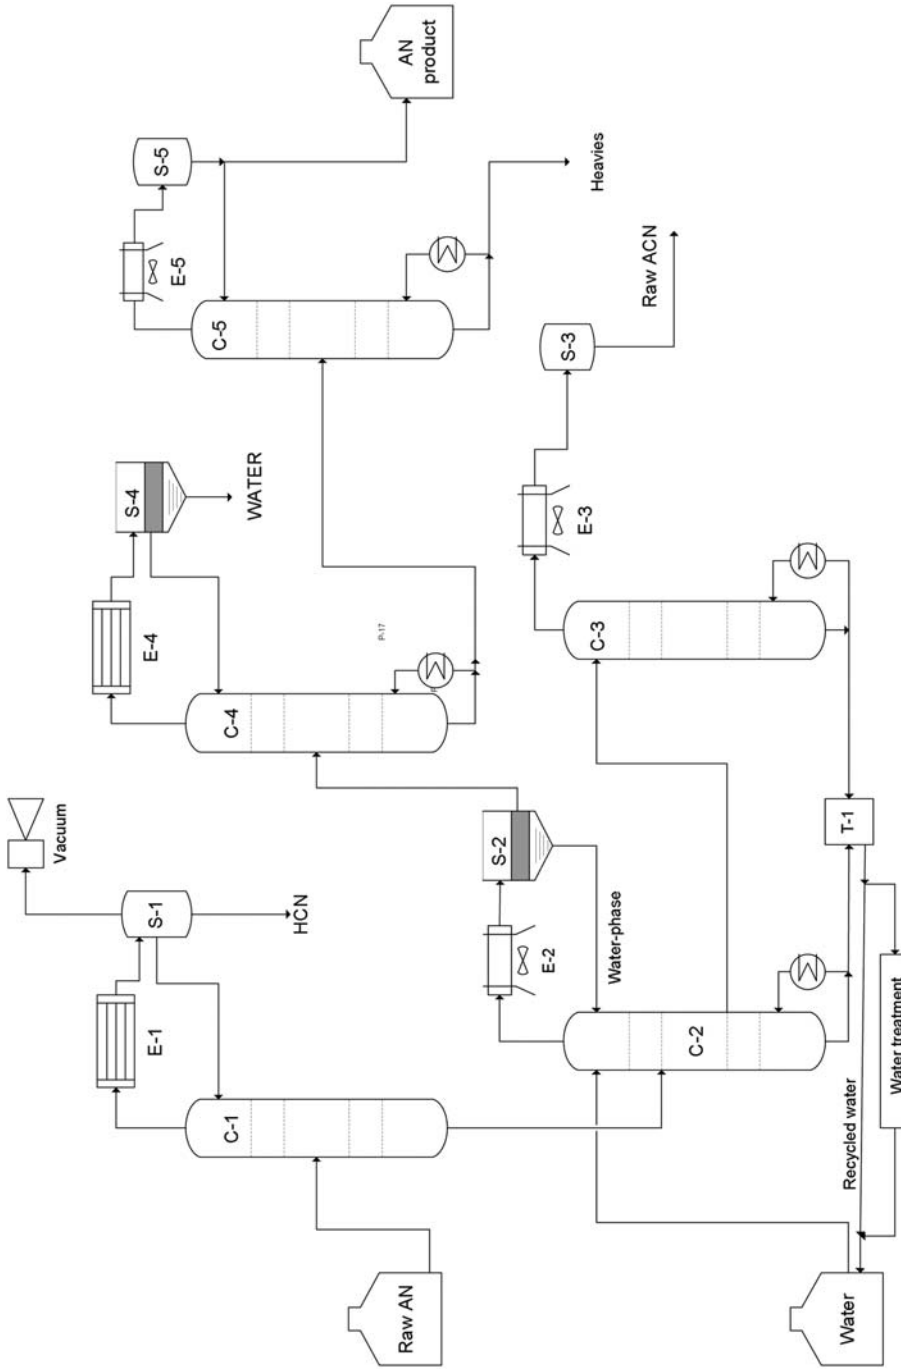 Raw AN
C-1
E-1
S-1
HCN
Vacuum
C-4
E-4
S-4
WATER
P-17
C-5
E-5
S-5
AN
product
Heavies
Water
Recycled water
Water treatment
T-1
C-2
E-2
S-2
Water-phase
C-3
E-3
S-3
Raw ACN